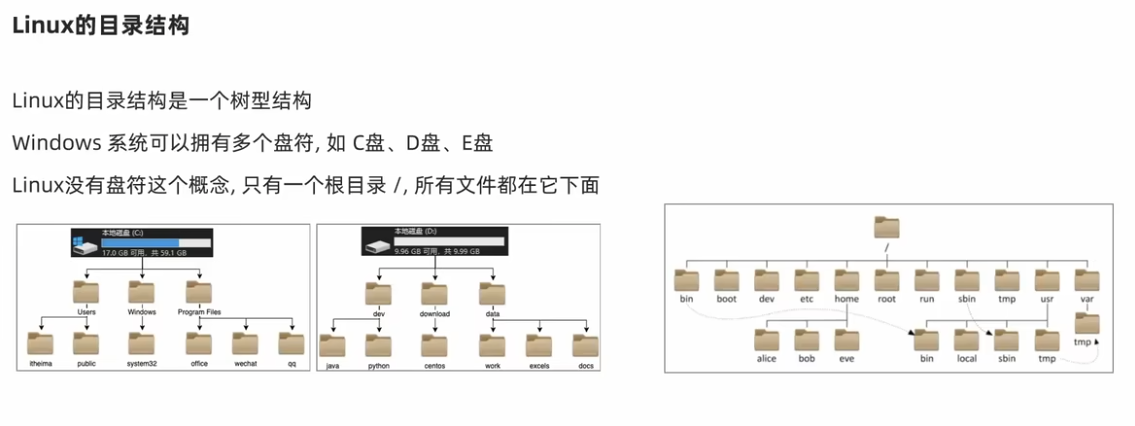 Linux的目录结构
Linux的目录结构是一个树型结构
Windows 系统可以拥有多个盘符, 如 C盘、D盘、E盘
Linux没有盘符这个概念, 只有一个根目录 /, 所有文件都在它下面
本地磁盘 (C:)
17.0 GB 可用，共 59.1 GB
Users Windows Program Files
itheima public system32 office wechat qq
本地磁盘 (D:)
9.96 GB 可用，共 9.99 GB
dev download data
java python centos work excels docs
/
bin boot dev etc home root run sbin tmp usr var
alice bob eve bin local sbin tmp tmp